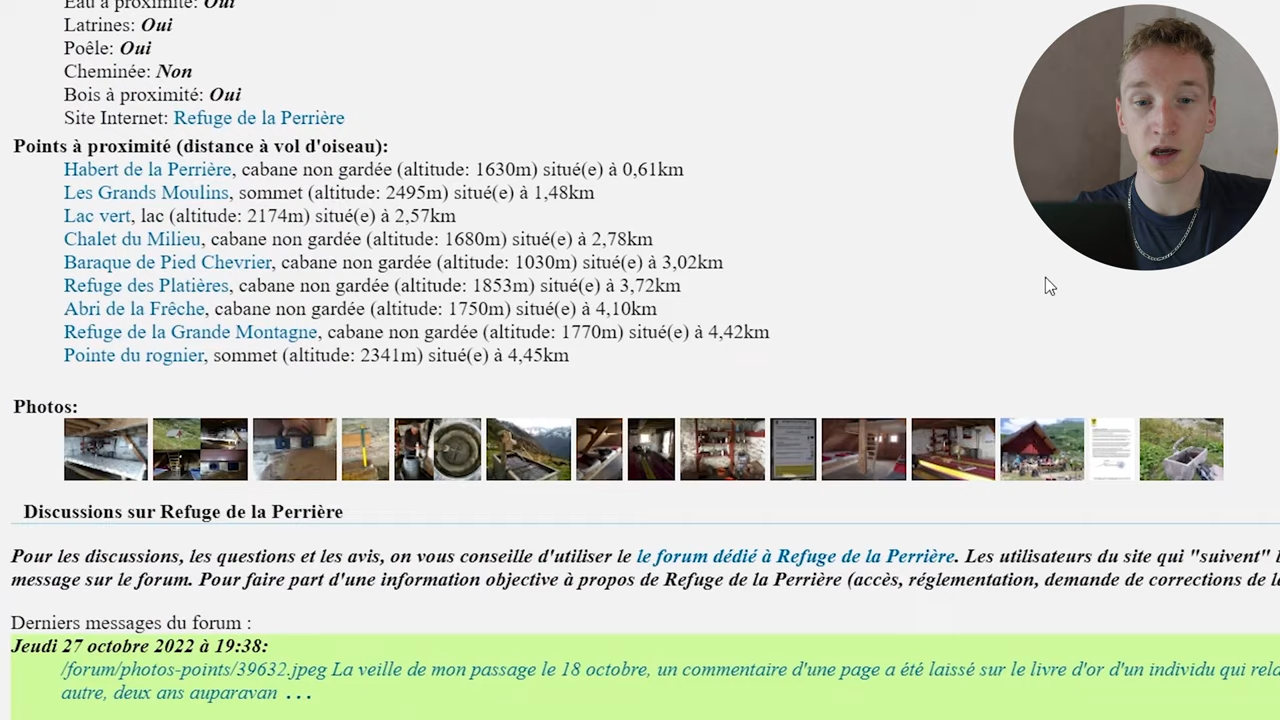 Eau à proximité: Oui
Latrines: Oui
Poêle: Oui
Cheminée: Non
Bois à proximité: Oui
Site Internet: Refuge de la Perrière
Points à proximité (distance à vol d'oiseau):
Habert de la Perrière, cabane non gardée (altitude: 1630m) situé(e) à 0,61km
Les Grands Moulins, sommet (altitude: 2495m) situé(e) à 1,48km
Lac vert, lac (altitude: 2174m) situé(e) à 2,57km
Chalet du Milieu, cabane non gardée (altitude: 1680m) situé(e) à 2,78km
Baraque de Pied Chevrier, cabane non gardée (altitude: 1030m) situé(e) à 3,02km
Refuge des Platières, cabane non gardée (altitude: 1853m) situé(e) à 3,72km
Abri de la Frêche, cabane non gardée (altitude: 1750m) situé(e) à 4,10km
Refuge de la Grande Montagne, cabane non gardée (altitude: 1770m) situé(e) à 4,42km
Pointe du rognier, sommet (altitude: 2341m) situé(e) à 4,45km
Photos:
Discussions sur Refuge de la Perrière
Pour les discussions, les questions et les avis, on vous conseille d'utiliser le le forum dédié à Refuge de la Perrière. Les utilisateurs du site qui "suivent"
message sur le forum. Pour faire part d'une information objective à propos de Refuge de la Perrière (accès, réglementation, demande de corrections de
Derniers messages du forum :
Jeudi 27 octobre 2022 à 19:38:
/forum/photos-points/39632.jpeg La veille de mon passage le 18 octobre, un commentaire d'une page a été laissé sur le livre d'or d'un individu qui
autre, deux ans auparavan ...